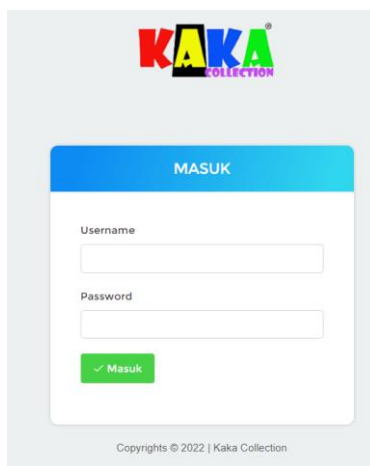 KAKA®
COLLECTION
MASUK
Username
Password
✓ Masuk
Copyrights © 2022 | Kaka Collection